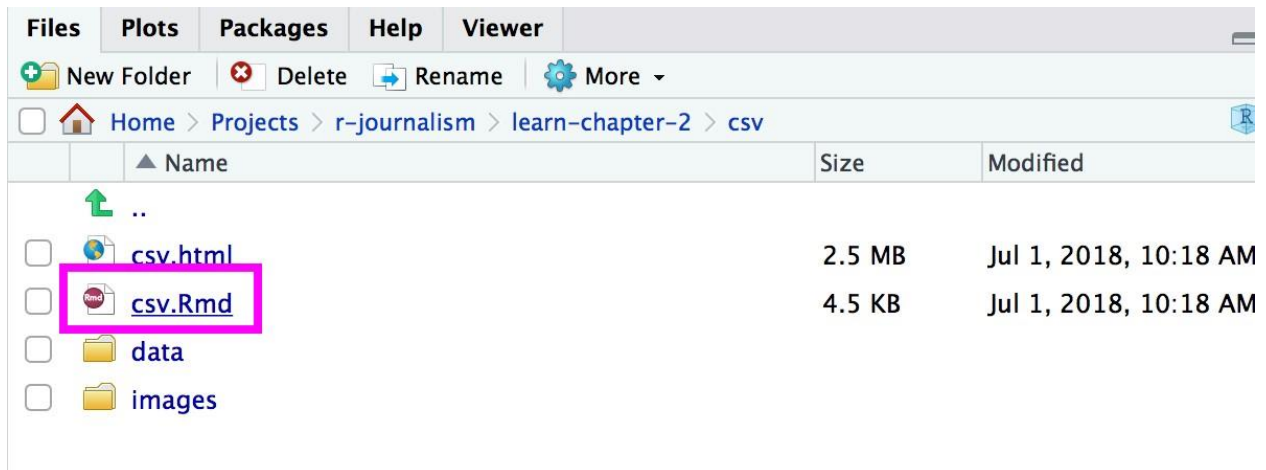 Files Plots Packages Help Viewer
New Folder Delete Rename More
Home > Projects > r-journalism > learn-chapter-2 > csv R
Name Size Modified
..
csv.html 2.5 MB Jul 1, 2018, 10:18 AM
Rmd csv.Rmd 4.5 KB Jul 1, 2018, 10:18 AM
data
images